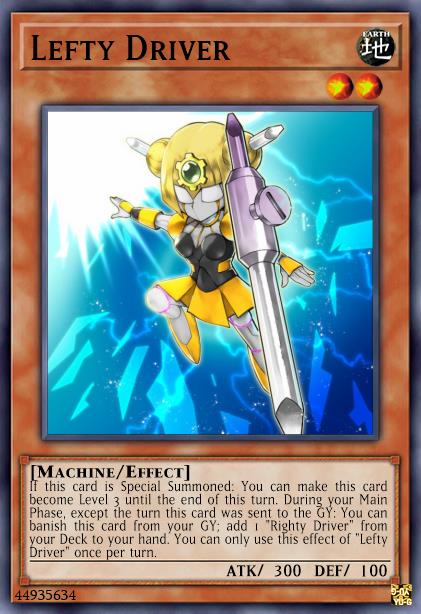 LEFTY DRIVER
EARTH
地
[MACHINE/EFFECT]
If this card is Special Summoned: You can make this card
become Level 3 until the end of this turn. During your Main
Phase, except the turn this card was sent to the GY: You can
banish this card from your GY; add 1 "Righty Driver" from
your Deck to your hand. You can only use this effect of "Lefty
Driver" once per turn.
ATK/ 300 DEF/ 100
44935634